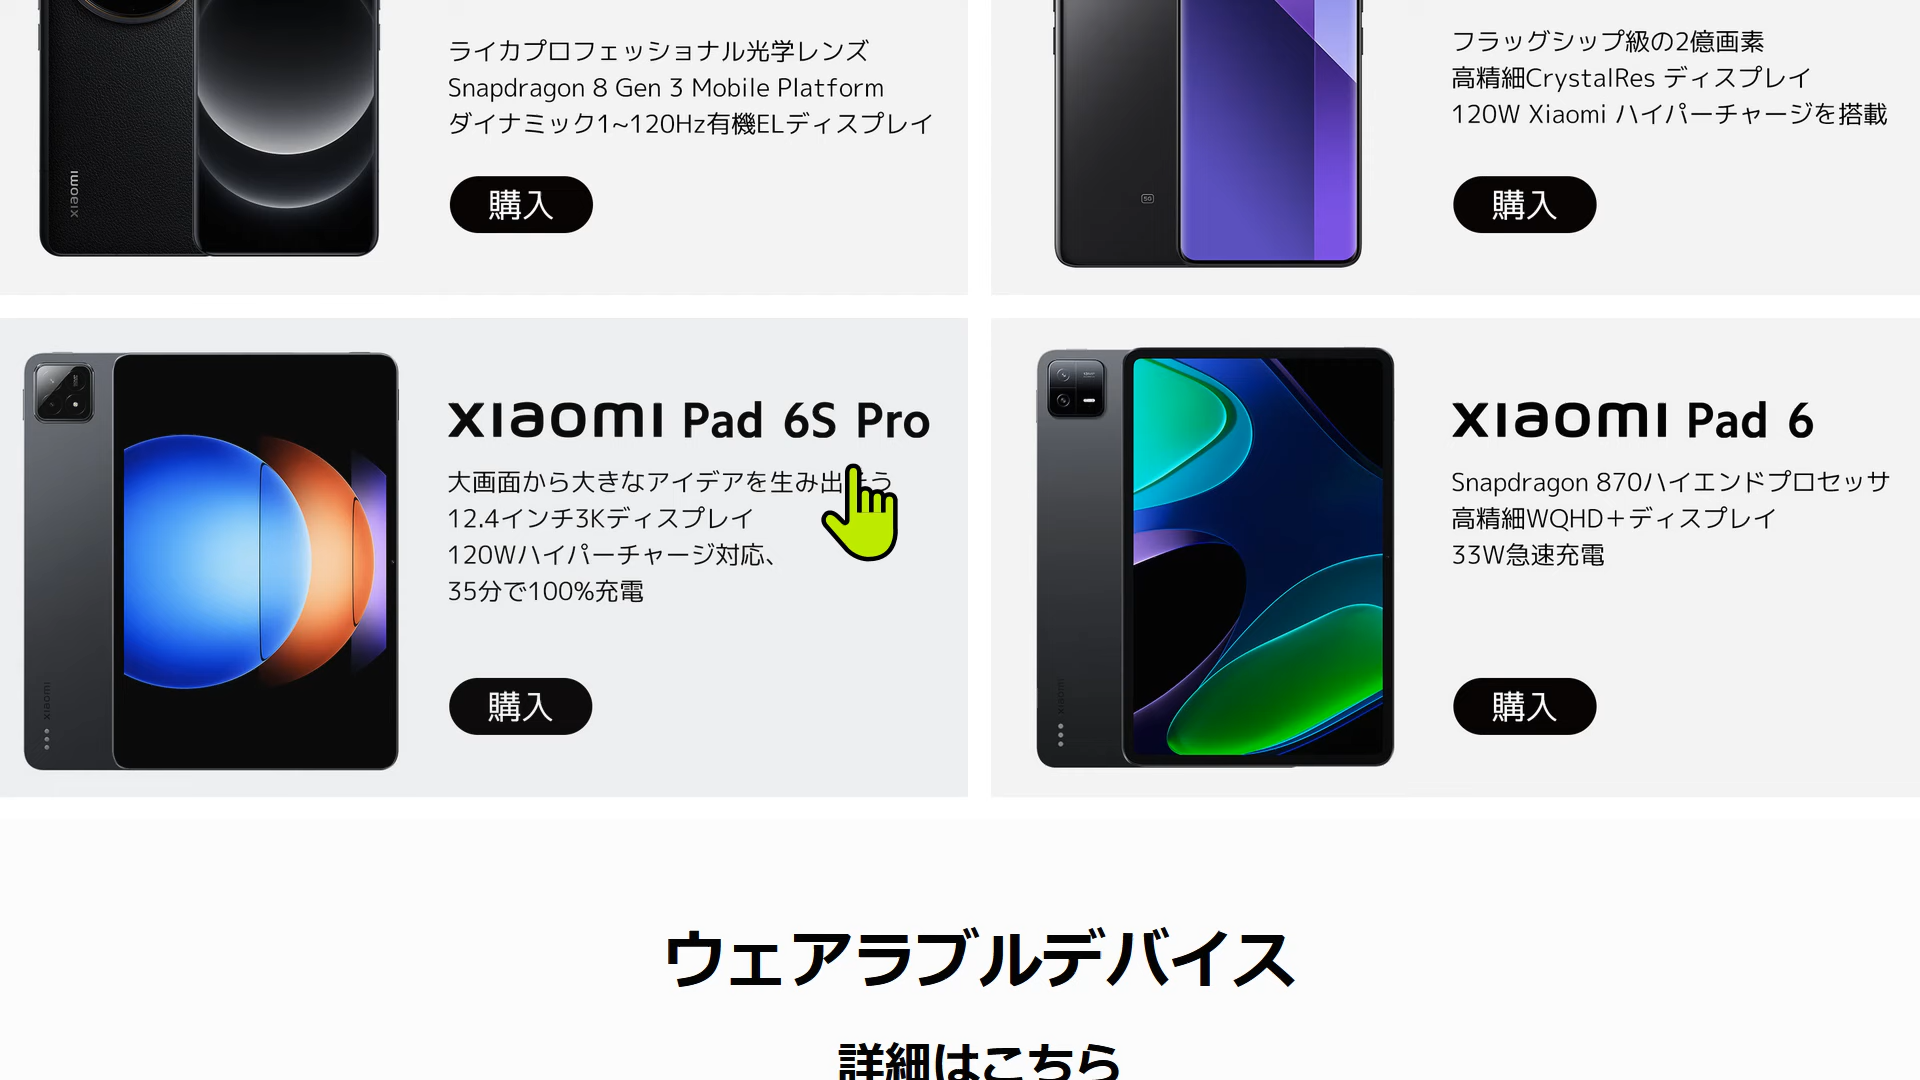 ライカプロフェッショナル光学レンズ
Snapdragon 8 Gen 3 Mobile Platform
ダイナミック1~120Hz有機ELディスプレイ
購入
xiaomi
フラッグシップ級の2億画素
高精細CrystalRes ディスプレイ
120W Xiaomi ハイパーチャージを搭載
購入
5G
xiaomi Pad 6S Pro
大画面から大きなアイデアを生み出そう
12.4インチ3Kディスプレイ
120Wハイパーチャージ対応、
35分で100%充電
購入
xiaomi
xiaomi Pad 6
Snapdragon 870ハイエンドプロセッサ
高精細WQHD+ディスプレイ
33W急速充電
購入
xiaomi
ウェアラブルデバイス
詳細はこちら